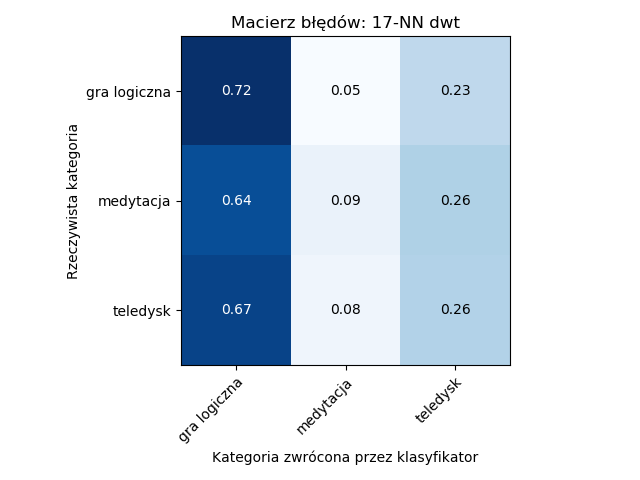 Macierz błędów: 17-NN dwt
Rzeczywista kategoria
gra logiczna
0.72 0.05 0.23
medytacja
0.64 0.09 0.26
teledysk
0.67 0.08 0.26
gra logiczna
medytacja
teledysk
Kategoria zwrócona przez klasyfikator